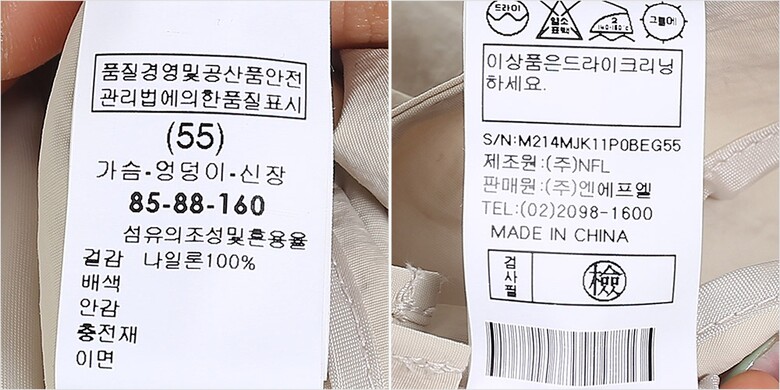 품질경영및공산품안전
관리법에의한품질표시
(55)
가슴-엉덩이-신장
85-88-160
섬유의조성및혼용율
겉감 나일론100%
배색
안감
충전재
이면
드라이
염소
표백
2
그늘에
이상품은드라이크리닝
하세요.
S/N:M214MJK11P0BEG55
제조원:(주)NFL
판매원:(주)엔에프엘
TEL:(02)2098-1600
MADE IN CHINA
검사필 檢